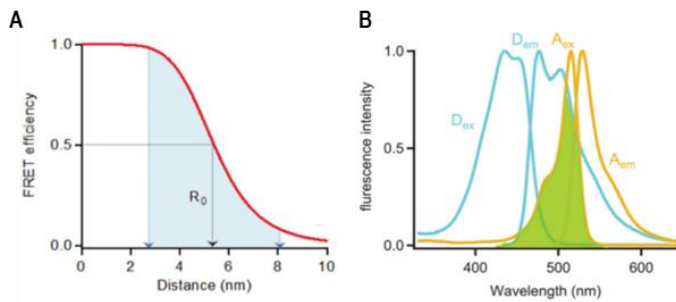 A
1.0
0.5
0.0
FRET efficiency
R0
0
2
4
6
8
10
Distance (nm)
B
1.0
0.5
0.0
flurescence intensity
Dem
Aex
Dex
Aem
400
500
600
Wavelength (nm)